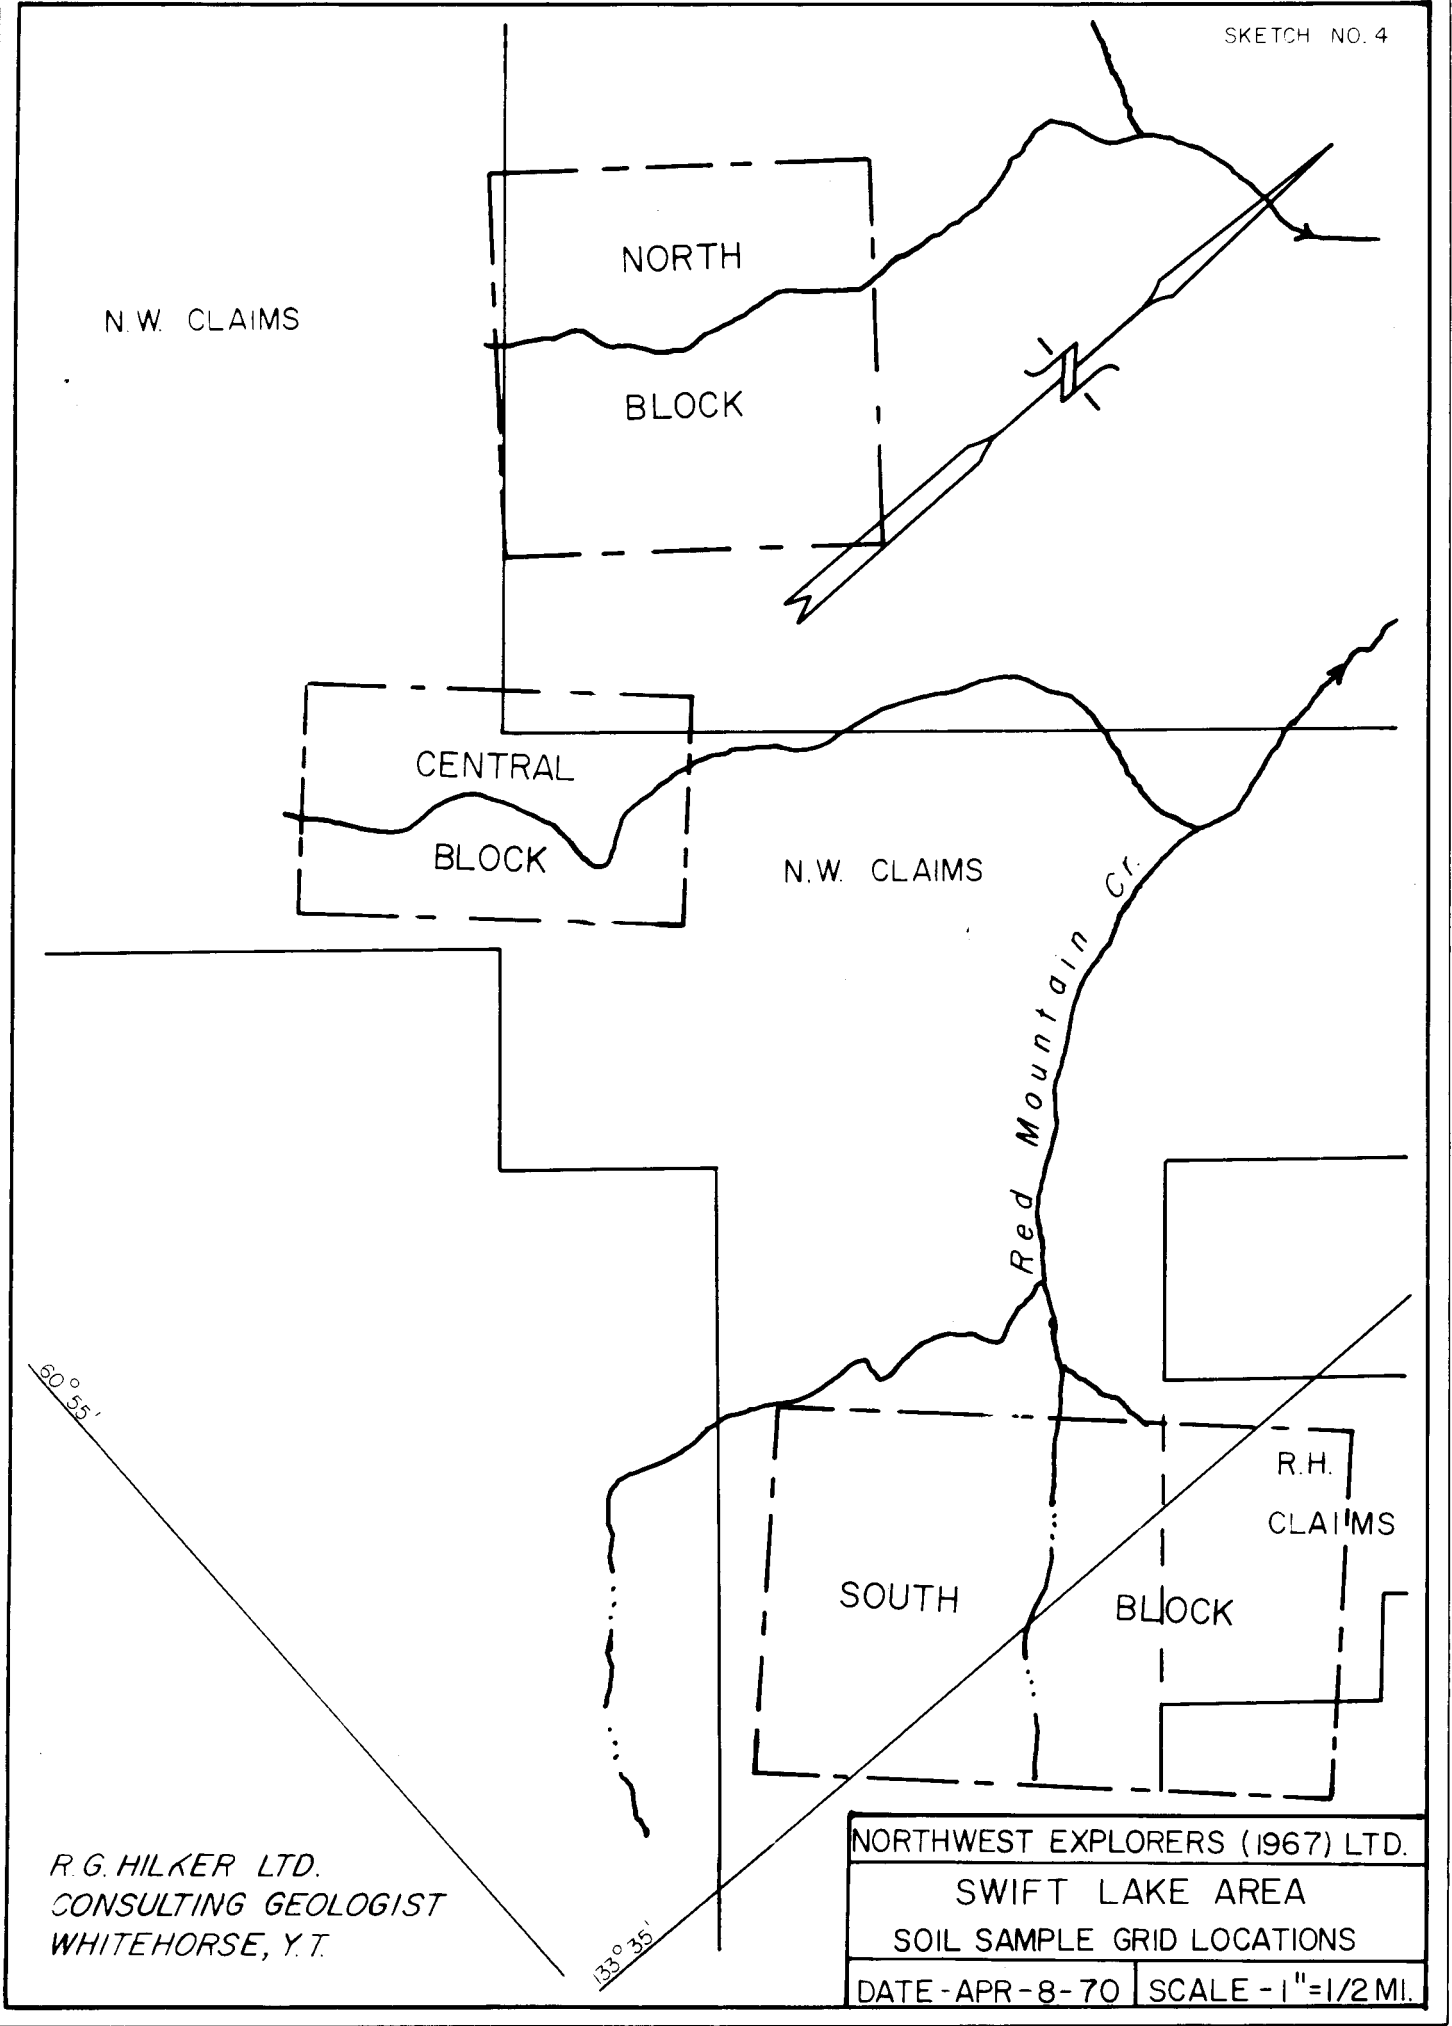 SKETCH NO. 4
NORTH
BLOCK
N.W. CLAIMS
N
CENTRAL
BLOCK
N.W. CLAIMS
Red Mountain Cr.
60° 55'
R.H.
CLAIMS
SOUTH BLOCK
133° 35'
R.G. HILKER LTD.
CONSULTING GEOLOGIST
WHITEHORSE, Y.T.
NORTHWEST EXPLORERS (1967) LTD.
SWIFT LAKE AREA
SOIL SAMPLE GRID LOCATIONS
DATE - APR - 8 - 70
SCALE - 1" = 1/2 MI.